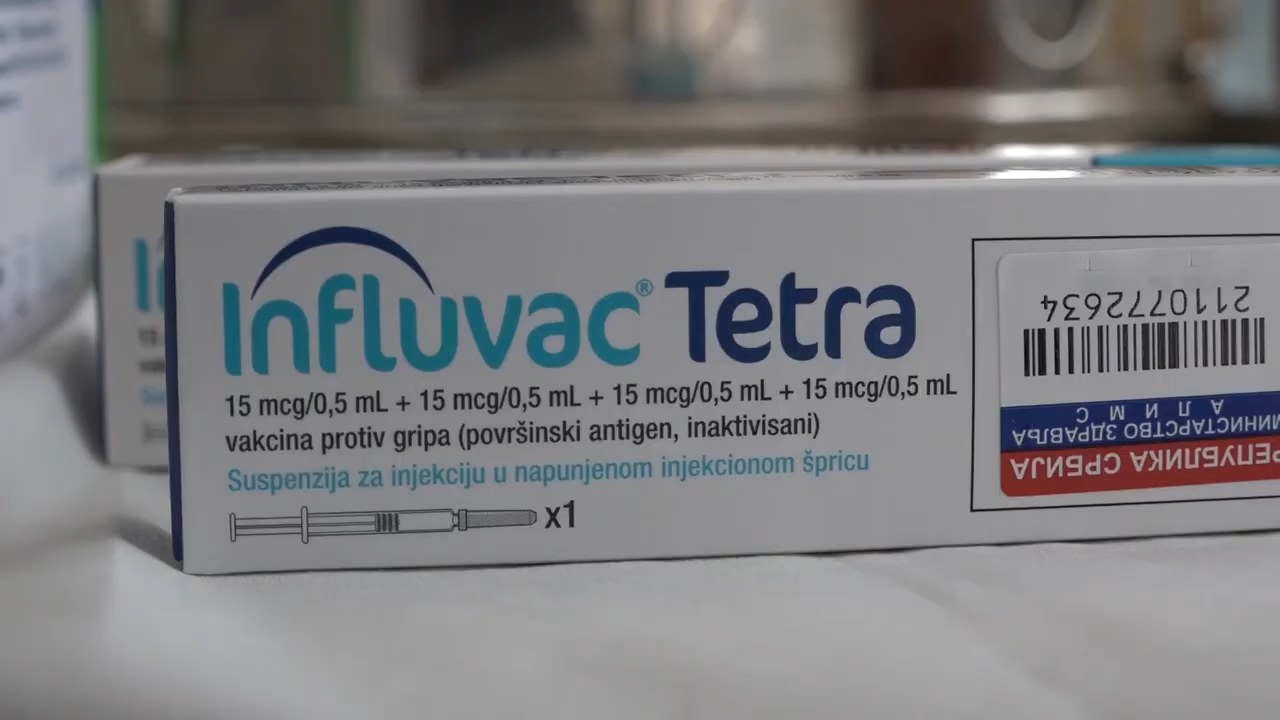 Influvac® Tetra
15 mcg/0,5 mL + 15 mcg/0,5 mL + 15 mcg/0,5 mL + 15 mcg/0,5 mL
vakcina protiv gripa (površinski antigen, inaktivisani)
Suspenzija za injekciju u napunjenom injekcionom špricu
x1
РЕПУБЛИКА СРБИЈА
МИНИСТАРСТВО ЗДРАВЉА
А Л И М С
2110772634